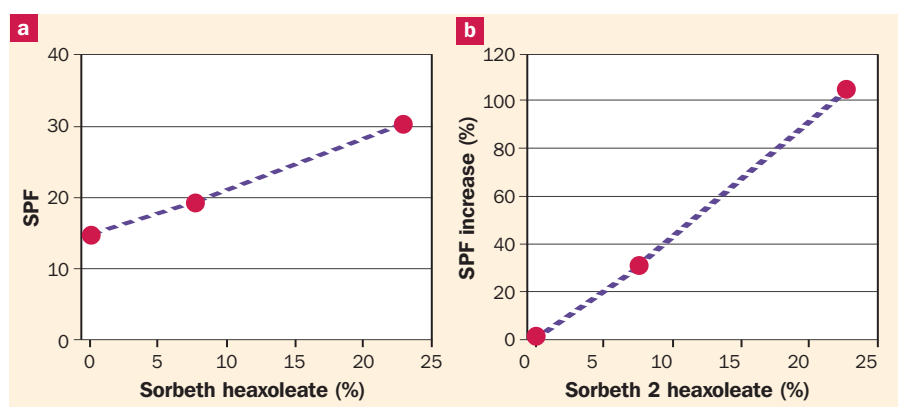 a
40
30
20
10
0
SPF
0 5 10 15 20 25
Sorbeth heaxoleate (%)
b
120
100
80
60
40
20
0
SPF increase (%)
0 5 10 15 20 25
Sorbeth 2 heaxoleate (%)